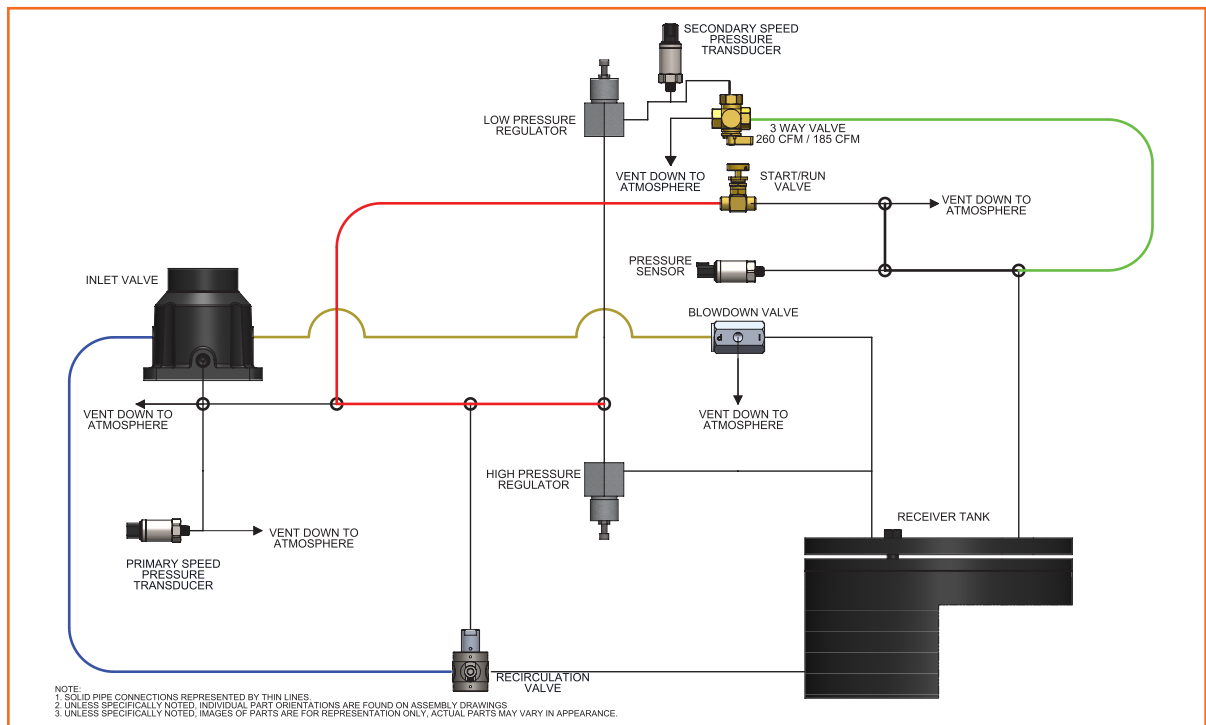 SECONDARY SPEED
PRESSURE
TRANSDUCER
LOW PRESSURE
REGULATOR
3 WAY VALVE
260 CFM / 185 CFM
VENT DOWN TO
ATMOSPHERE
START/RUN
VALVE
VENT DOWN TO
ATMOSPHERE
PRESSURE
SENSOR
INLET VALVE
BLOWDOWN VALVE
P
I
VENT DOWN TO
ATMOSPHERE
VENT DOWN TO
ATMOSPHERE
HIGH PRESSURE
REGULATOR
RECEIVER TANK
VENT DOWN TO
ATMOSPHERE
PRIMARY SPEED
PRESSURE
TRANSDUCER
RECIRCULATION
VALVE
NOTE:
1. SOLID PIPE CONNECTIONS REPRESENTED BY THIN LINES.
2. UNLESS SPECIFICALLY NOTED, INDIVIDUAL PART ORIENTATIONS ARE FOUND ON ASSEMBLY DRAWINGS
3. UNLESS SPECIFICALLY NOTED, IMAGES OF PARTS ARE FOR REPRESENTATION ONLY, ACTUAL PARTS MAY VARY IN APPEARANCE.